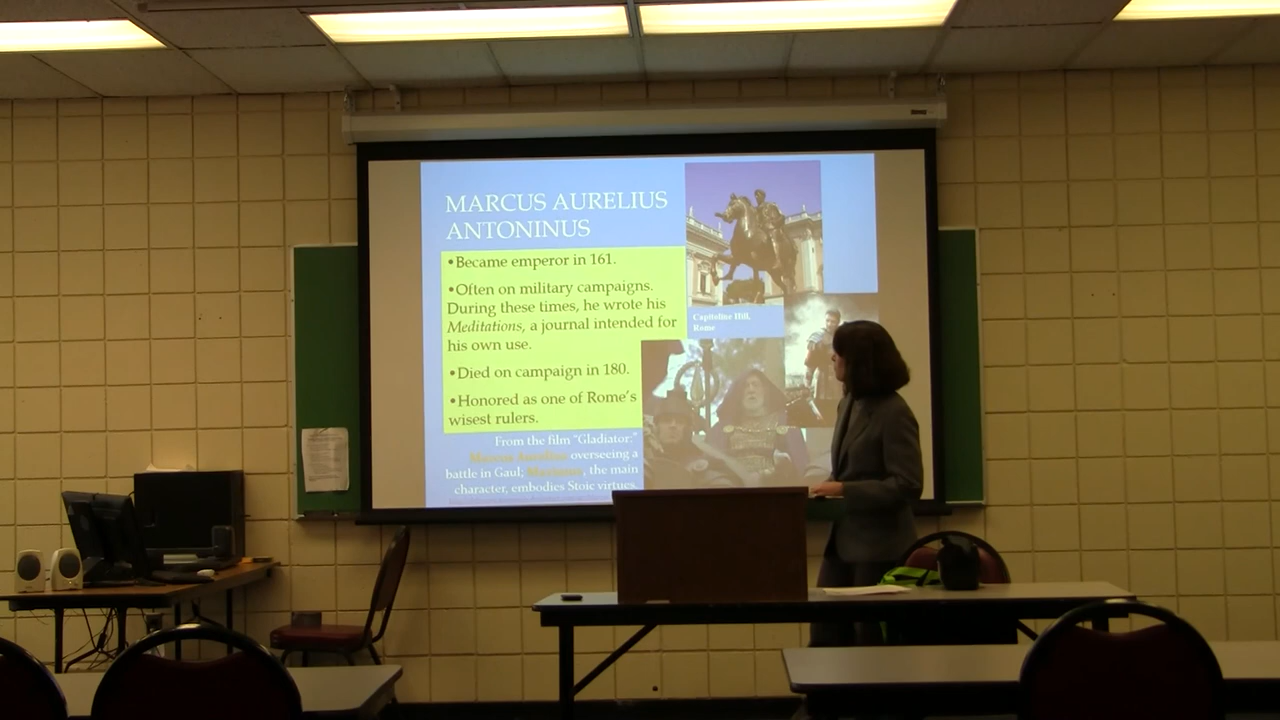 MARCUS AURELIUS
ANTONINUS
•Became emperor in 161.
•Often on military campaigns.
During these times, he wrote his
Meditations, a journal intended for
his own use.
•Died on campaign in 180.
•Honored as one of Rome's
wisest rulers.
Capitoline Hill,
Rome
From the film "Gladiator:"
Marcus Aurelius overseeing a
battle in Gaul; Maximus, the main
character, embodies Stoic virtues.